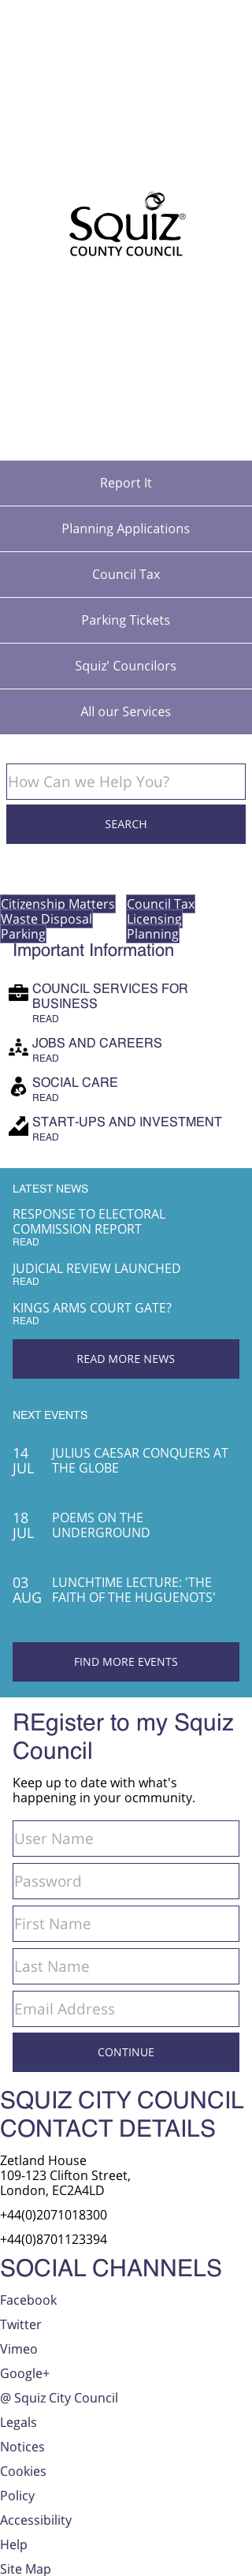 Squiz®
COUNTY COUNCIL
Report It
Planning Applications
Council Tax
Parking Tickets
Squiz' Councilors
All our Services
How Can we Help You?
SEARCH
Citizenship Matters
Waste Disposal
Parking
Council Tax
Licensing
Planning
Important Information
COUNCIL SERVICES FOR
BUSINESS
READ
JOBS AND CAREERS
READ
SOCIAL CARE
READ
START-UPS AND INVESTMENT
READ
LATEST NEWS
RESPONSE TO ELECTORAL
COMMISSION REPORT
READ
JUDICIAL REVIEW LAUNCHED
READ
KINGS ARMS COURT GATE?
READ
READ MORE NEWS
NEXT EVENTS
14
JUL
JULIUS CAESAR CONQUERS AT
THE GLOBE
18
JUL
POEMS ON THE
UNDERGROUND
03
AUG
LUNCHTIME LECTURE: 'THE
FAITH OF THE HUGUENOTS'
FIND MORE EVENTS
REgister to my Squiz
Council
Keep up to date with what's
happening in your ocmmunity.
User Name
Password
First Name
Last Name
Email Address
CONTINUE
SQUIZ CITY COUNCIL
CONTACT DETAILS
Zetland House
109-123 Clifton Street,
London, EC2A4LD
+44(0)2071018300
+44(0)8701123394
SOCIAL CHANNELS
Facebook
Twitter
Vimeo
Google+
@ Squiz City Council
Legals
Notices
Cookies
Policy
Accessibility
Help
Site Map